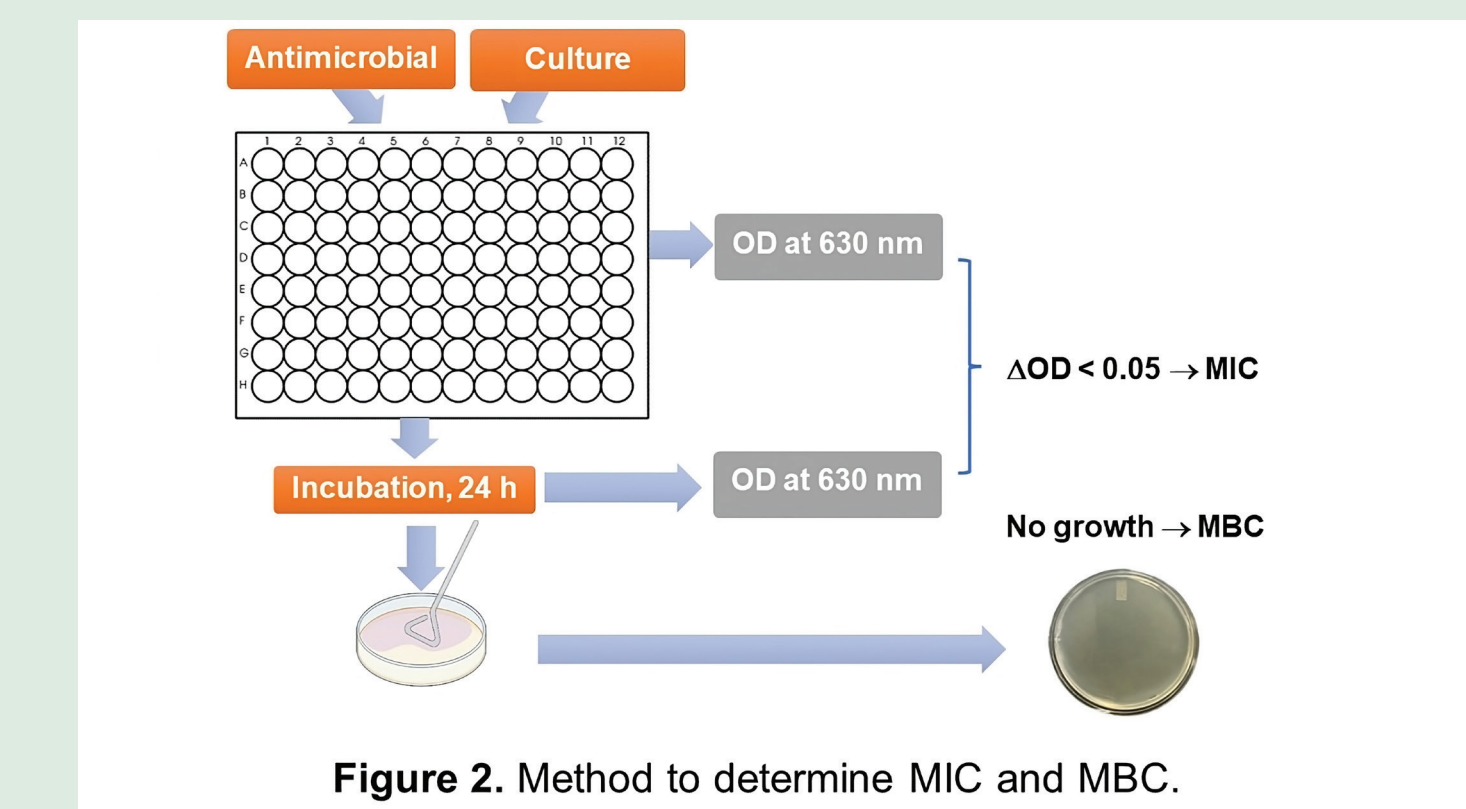 Antimicrobial
Culture
1 2 3 4 5 6 7 8 9 10 11 12
A
B
C
D
E
F
G
H
OD at 630 nm
Incubation, 24 h
OD at 630 nm
ΔOD < 0.05 → MIC
No growth → MBC
Figure 2. Method to determine MIC and MBC.